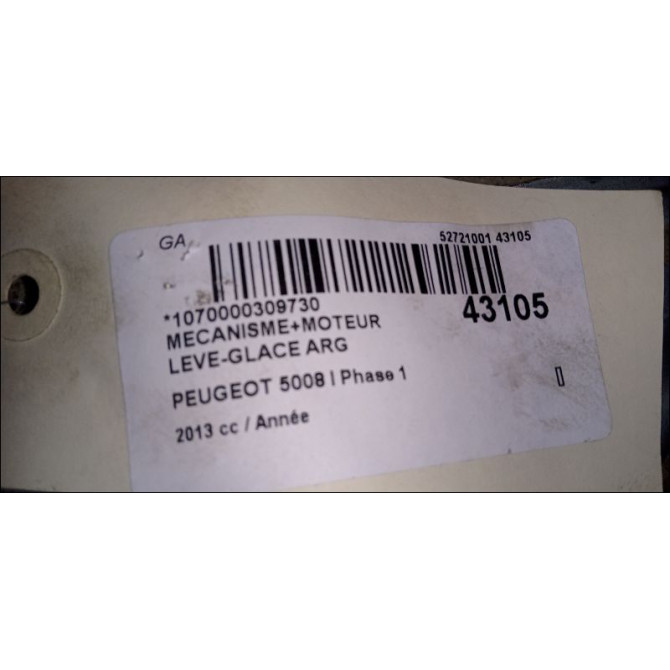 GA
52721001 43105
*1070000309730
43105
MECANISME+MOTEUR
LEVE-GLACE ARG
PEUGEOT 5008 I Phase 1
2013 cc / Année